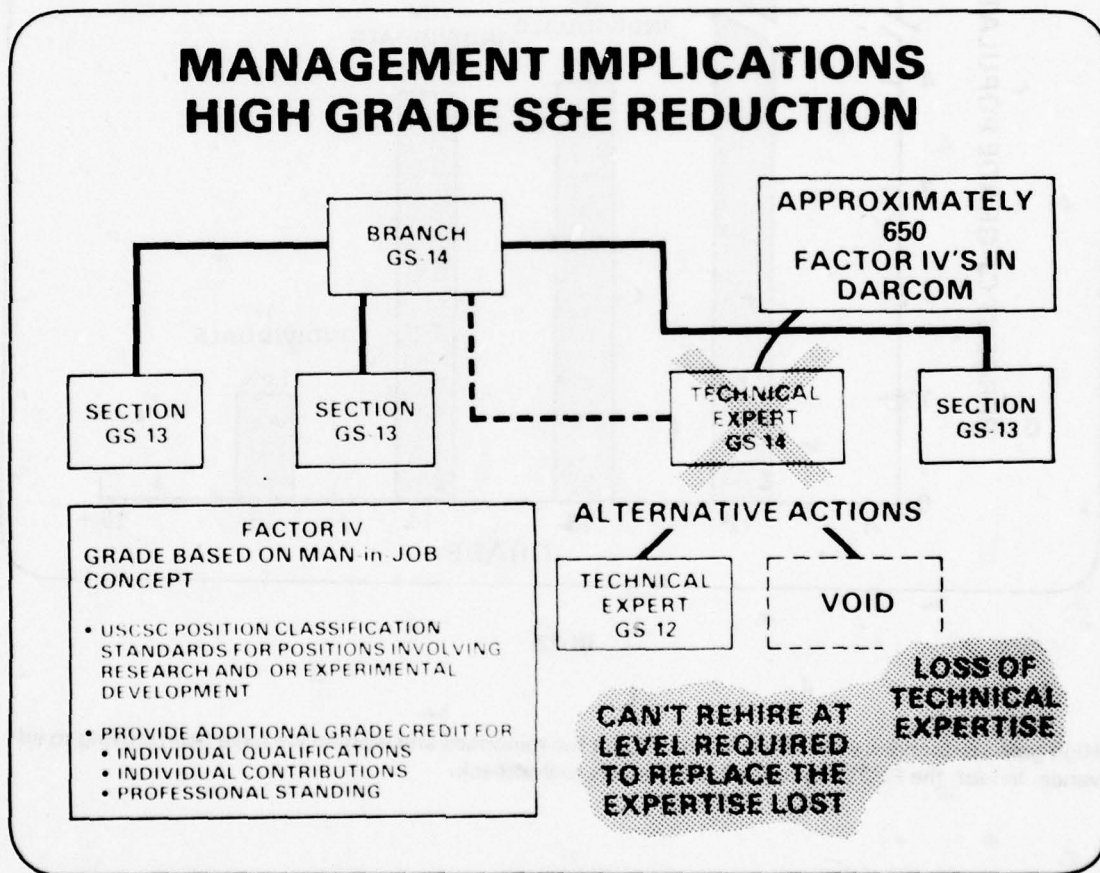 MANAGEMENT IMPLICATIONS
HIGH GRADE S&E REDUCTION
BRANCH
GS-14
APPROXIMATELY
650
FACTOR IV'S IN
DARCOM
SECTION
GS 13
SECTION
GS-13
TECHNICAL
EXPERT
GS 14
SECTION
GS-13
FACTOR IV
GRADE BASED ON MAN-in-JOB
CONCEPT
• USCSC POSITION CLASSIFICATION
STANDARDS FOR POSITIONS INVOLVING
RESEARCH AND OR EXPERIMENTAL
DEVELOPMENT
• PROVIDE ADDITIONAL GRADE CREDIT FOR
• INDIVIDUAL QUALIFICATIONS
• INDIVIDUAL CONTRIBUTIONS
• PROFESSIONAL STANDING
ALTERNATIVE ACTIONS
TECHNICAL
EXPERT
GS 12
VOID
CAN'T REHIRE AT
LEVEL REQUIRED
TO REPLACE THE
EXPERTISE LOST
LOSS OF
TECHNICAL
EXPERTISE